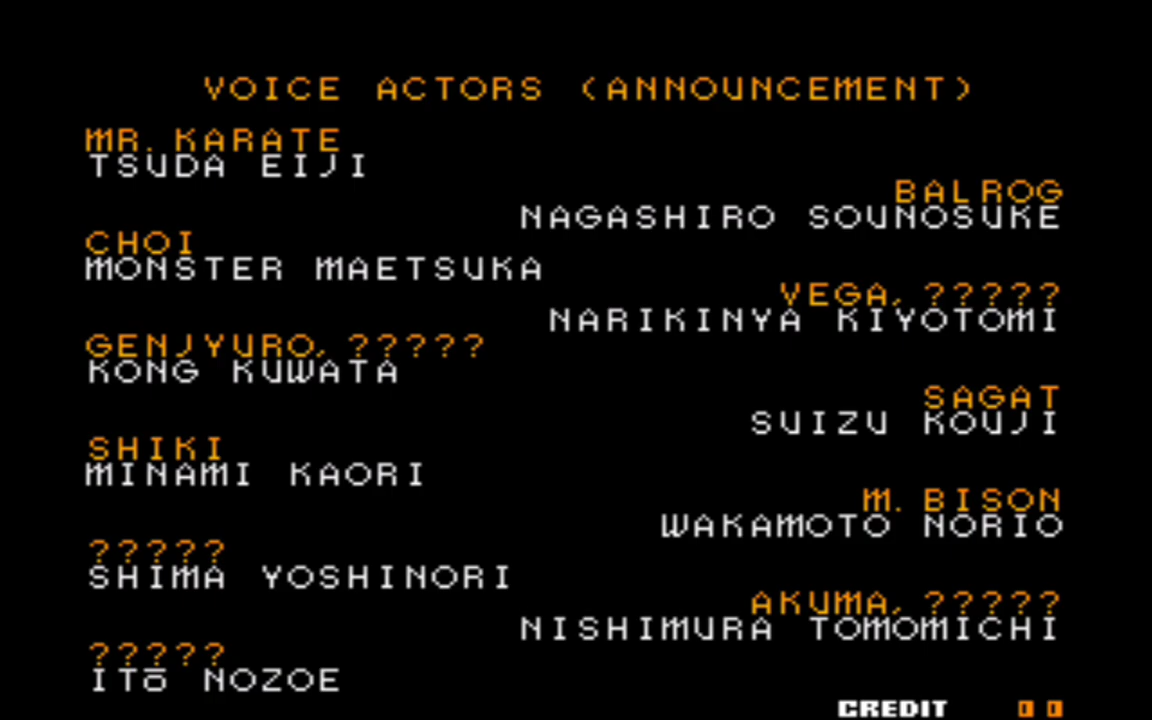 VOICE ACTORS (ANNOUNCEMENT)
MR. KARATE
TSUDA EIJI
BALROG
NAGASHIRO SOUNOSUKE
CHOI
MONSTER MAETSUKA
VEGA, ?????
NARIKINYA KIYOTOMI
GENJYURO, ?????
KONG KUWATA
SAGAT
SUIZU KOUJI
SHIKI
MINAMI KAORI
M. BISON
WAKAMOTO NORIO
?????
SHIMA YOSHINORI
AKUMA, ?????
NISHIMURA TOMOMICHI
?????
ITō NOZOE
CREDIT 00